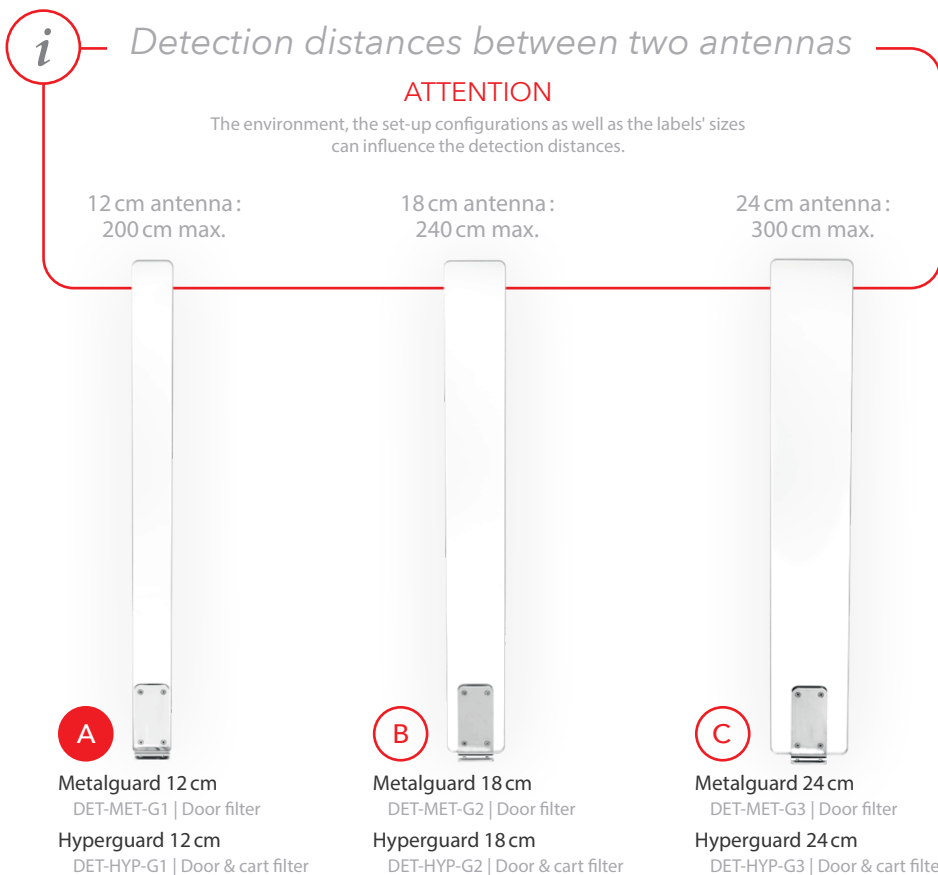 i
Detection distances between two antennas
ATTENTION
The environment, the set-up configurations as well as the labels' sizes
can influence the detection distances.
12 cm antenna :
200 cm max.
18 cm antenna :
240 cm max.
24 cm antenna :
300 cm max.
A
Metalguard 12 cm
DET-MET-G1 | Door filter
Hyperguard 12 cm
DET-HYP-G1 | Door & cart filter
B
Metalguard 18 cm
DET-MET-G2 | Door filter
Hyperguard 18 cm
DET-HYP-G2 | Door & cart filter
C
Metalguard 24 cm
DET-MET-G3 | Door filter
Hyperguard 24 cm
DET-HYP-G3 | Door & cart filte